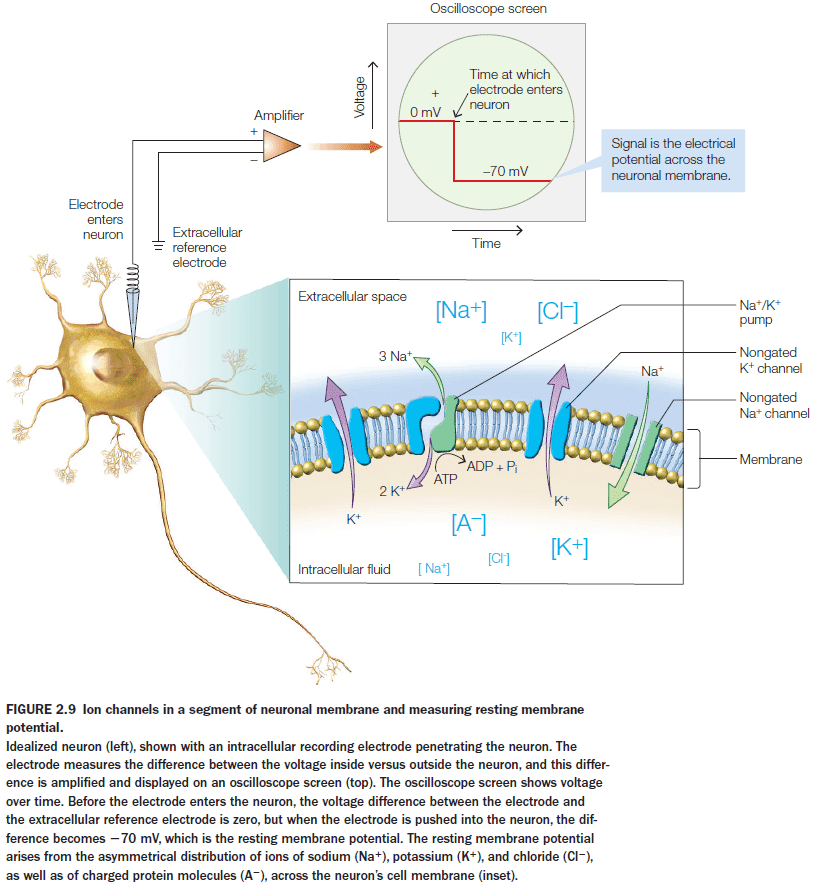 Oscilloscope screen
Voltage
+
0 mV
Time at which
electrode enters
neuron
–70 mV
Time
Signal is the electrical
potential across the
neuronal membrane.
Amplifier
+
–
Electrode
enters
neuron
Extracellular
reference
electrode
Extracellular space
[Na+]
[Cl–]
[K+]
3 Na+
Na+
2 K+
ATP
ADP + Pi
K+
K+
[A–]
[K+]
[Cl-]
[Na+]
Intracellular fluid
Na+/K+
pump
Nongated
K+ channel
Nongated
Na+ channel
Membrane
FIGURE 2.9 Ion channels in a segment of neuronal membrane and measuring resting membrane
potential.
Idealized neuron (left), shown with an intracellular recording electrode penetrating the neuron. The
electrode measures the difference between the voltage inside versus outside the neuron, and this differ-
ence is amplified and displayed on an oscilloscope screen (top). The oscilloscope screen shows voltage
over time. Before the electrode enters the neuron, the voltage difference between the electrode and
the extracellular reference electrode is zero, but when the electrode is pushed into the neuron, the dif-
ference becomes −70 mV, which is the resting membrane potential. The resting membrane potential
arises from the asymmetrical distribution of ions of sodium (Na+), potassium (K+), and chloride (Cl−),
as well as of charged protein molecules (A−), across the neuron's cell membrane (inset).